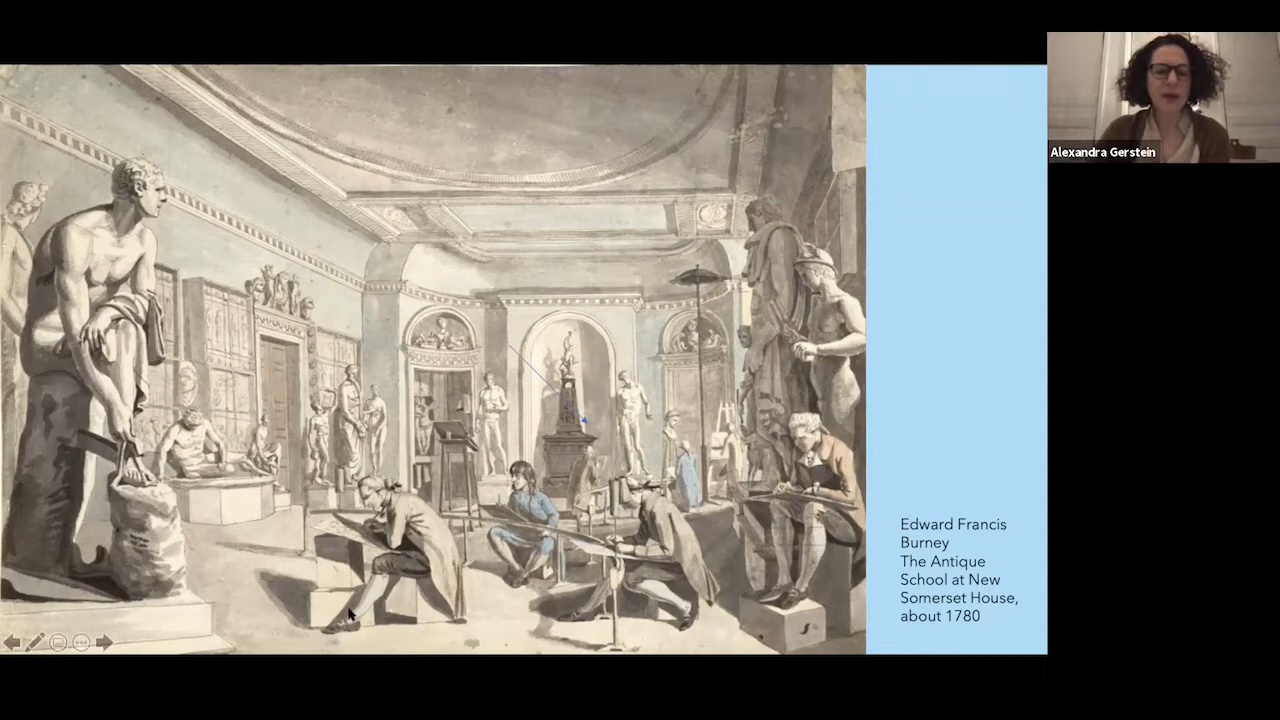 Alexandra Gerstein
Edward Francis
Burney
The Antique
School at New
Somerset House,
about 1780